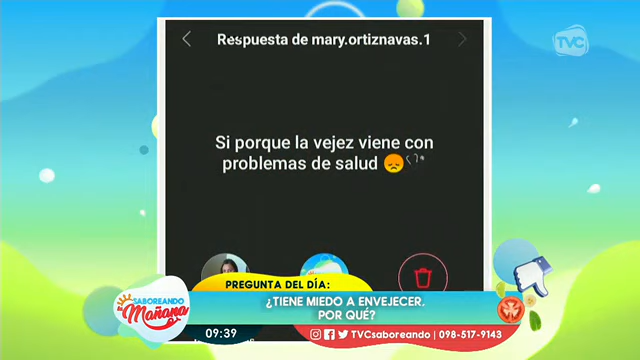 TVC
Respuesta de mary.ortiznavas.1
Si porque la vejez viene con
problemas de salud 😞
PREGUNTA DEL DÍA:
¿TIENE MIEDO A ENVEJECER.
POR QUÉ?
SABOREANDO
Mañana
09:39
TVCsaboreando | 098-517-9143